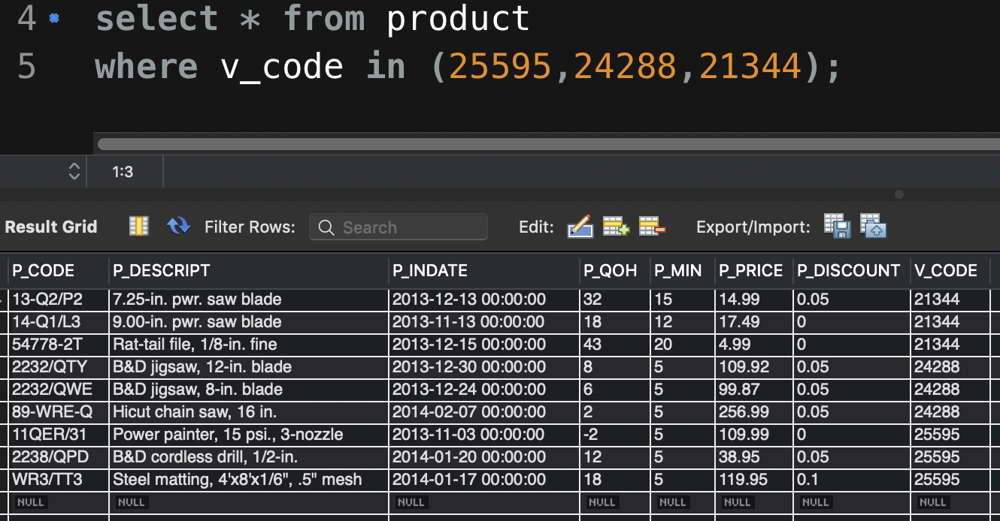 4 select * from product
5 where v_code in (25595,24288,21344);
1:3
Result Grid Filter Rows: Search Edit: Export/Import:
P_CODE P_DESCRIPT P_INDATE P_QOH P_MIN P_PRICE P_DISCOUNT V_CODE
13-Q2/P2 7.25-in. pwr. saw blade 2013-12-13 00:00:00 32 15 14.99 0.05 21344
14-Q1/L3 9.00-in. pwr. saw blade 2013-11-13 00:00:00 18 12 17.49 0 21344
54778-2T Rat-tail file, 1/8-in. fine 2013-12-15 00:00:00 43 20 4.99 0 21344
2232/QTY B&D jigsaw, 12-in. blade 2013-12-30 00:00:00 8 5 109.92 0.05 24288
2232/QWE B&D jigsaw, 8-in. blade 2013-12-24 00:00:00 6 5 99.87 0.05 24288
89-WRE-Q Hicut chain saw, 16 in. 2014-02-07 00:00:00 2 5 256.99 0.05 24288
11QER/31 Power painter, 15 psi., 3-nozzle 2013-11-03 00:00:00 -2 5 109.99 0 25595
2238/QPD B&D cordless drill, 1/2-in. 2014-01-20 00:00:00 12 5 38.95 0.05 25595
WR3/TT3 Steel matting, 4'x8'x1/6", .5" mesh 2014-01-17 00:00:00 18 5 119.95 0.1 25595
NULL NULL NULL NULL NULL NULL NULL NULL